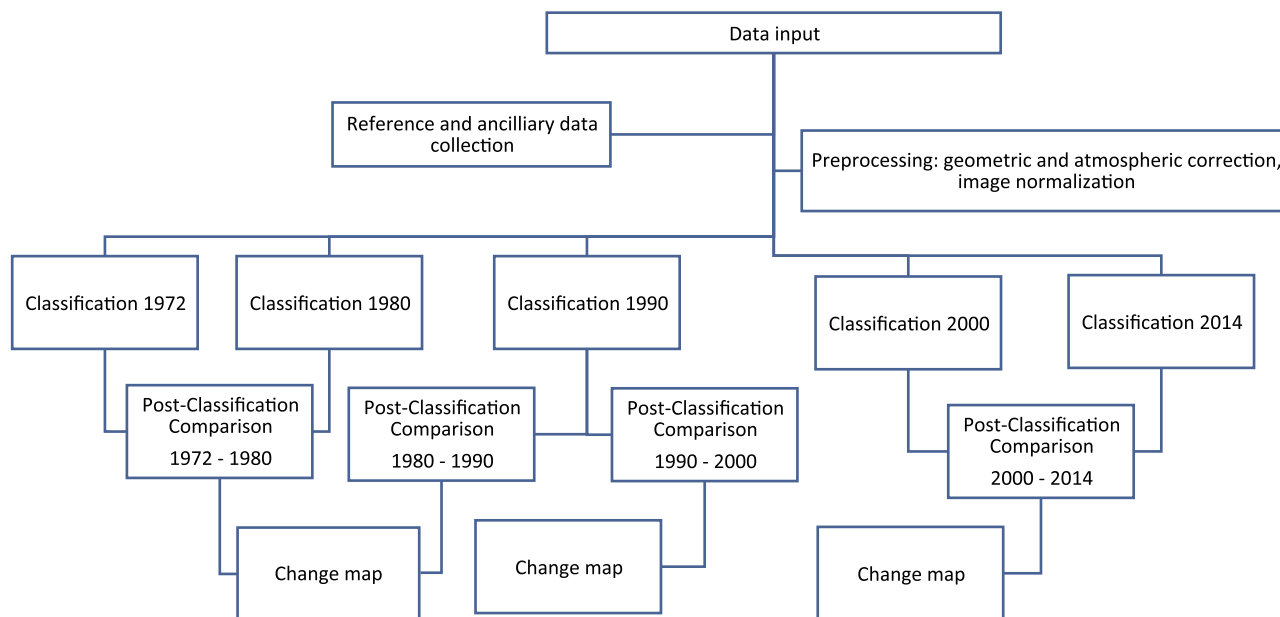 Data input
Reference and ancilliary data
collection
Preprocessing: geometric and atmospheric correction,
image normalization
Classification 1972
Classification 1980
Classification 1990
Classification 2000
Classification 2014
Post-Classification
Comparison
1972 - 1980
Post-Classification
Comparison
1980 - 1990
Post-Classification
Comparison
1990 - 2000
Post-Classification
Comparison
2000 - 2014
Change map
Change map
Change map